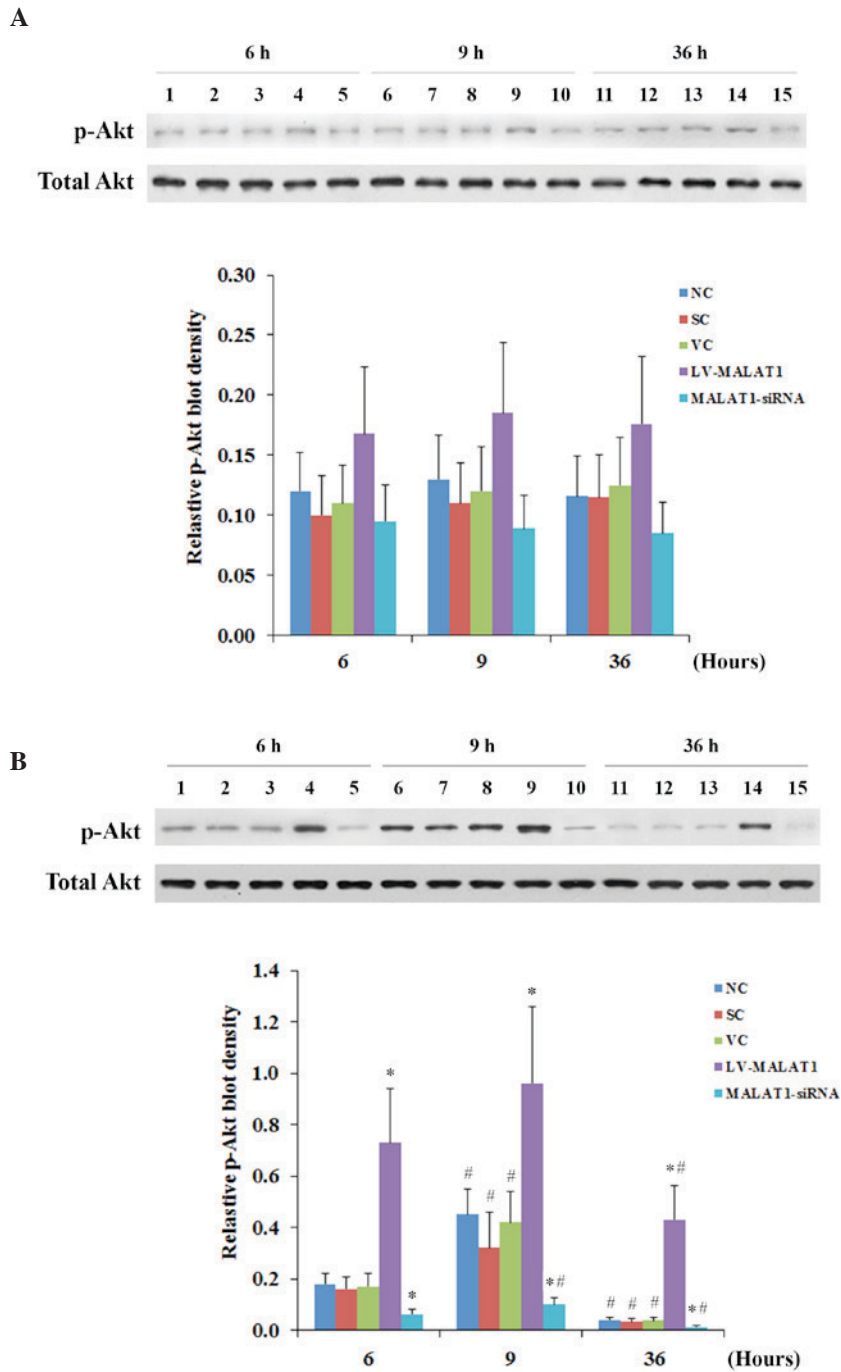 A
6 h 9 h 36 h
1 2 3 4 5 6 7 8 9 10 11 12 13 14 15
p-Akt
Total Akt
Relastive p-Akt blot density
0.30
0.25
0.20
0.15
0.10
0.05
0.00
NC
SC
VC
LV-MALAT1
MALAT1-siRNA
6 9 36 (Hours)
B
6 h 9 h 36 h
1 2 3 4 5 6 7 8 9 10 11 12 13 14 15
p-Akt
Total Akt
Relastive p-Akt blot density
1.4
1.2
1.0
0.8
0.6
0.4
0.2
0.0
NC
SC
VC
LV-MALAT1
MALAT1-siRNA
*
*
# # # * *#
# # # *# *#
6 9 36 (Hours)